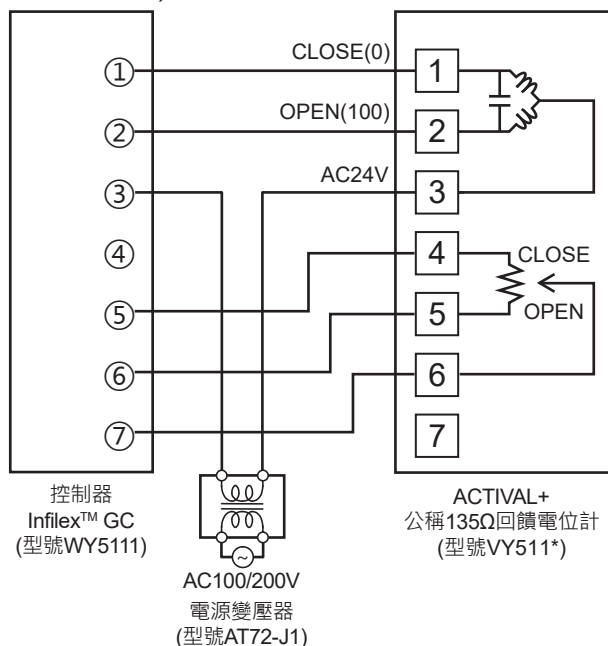 ① CLOSE(0) 1
② OPEN(100) 2
③ AC24V 3
④ 4 CLOSE
⑤ 5 OPEN
⑥ 6
⑦ 7
控制器
Infilex™ GC
(型號WY5111)
AC100/200V
電源變壓器
(型號AT72-J1)
ACTIVAL+
公稱135Ω回饋電位計
(型號VY511*)